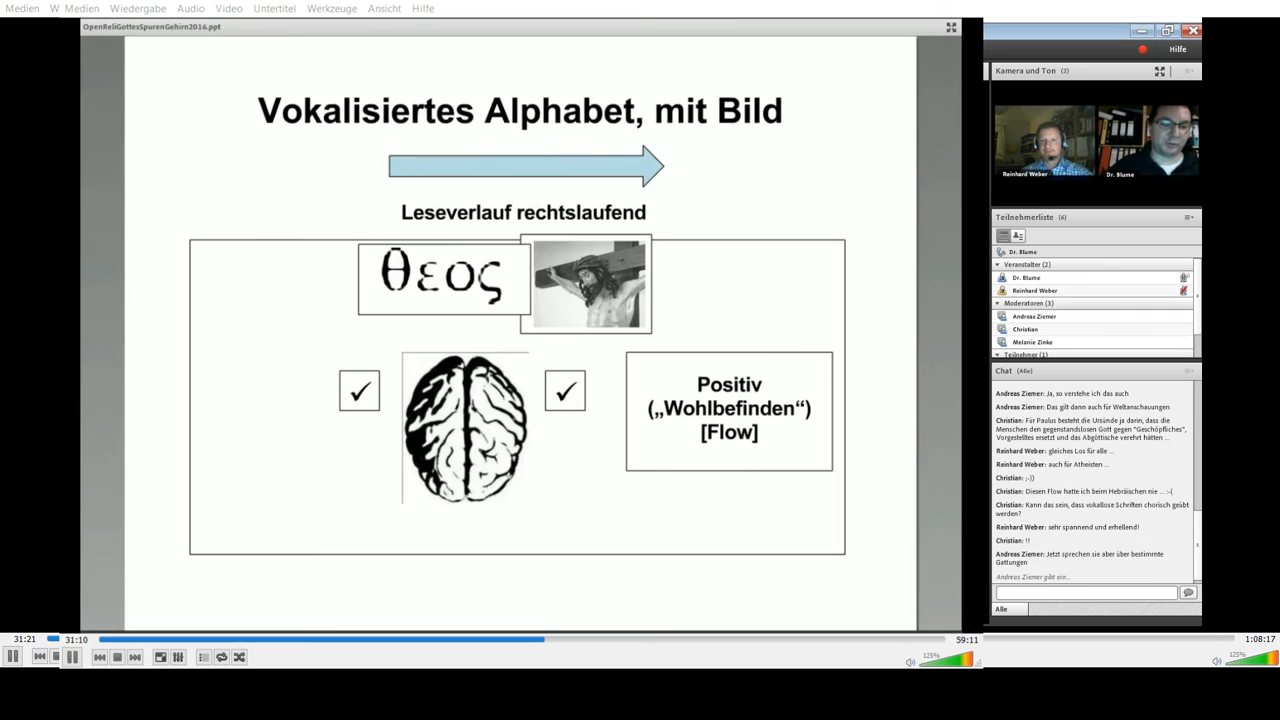 Medien W Medien Wiedergabe Audio Video Untertitel Werkzeuge Ansicht Hilfe
OpenReliGottesSpurenGehirn2016.ppt
Vokalisiertes Alphabet, mit Bild
Leseverlauf rechtslaufend
θεος
Positiv
(„Wohlbefinden“)
[Flow]
Hilfe
Kamera und Ton (2)
Reinhard Weber
Dr. Blume
Teilnehmerliste (6)
Dr. Blume
Veranstalter (2)
Dr. Blume
Reinhard Weber
Moderatoren (3)
Andreas Ziemer
Christian
Melanie Zinke
Teilnehmer (1)
Chat (Alle)
Andreas Ziemer: Ja, so verstehe ich das auch
Andreas Ziemer: Das gilt dann auch für Weltanschauungen
Christian: Für Paulus besteht die Ursünde ja darin, dass die
Menschen den gegenstandslosen Gott gegen "Geschöpfliches",
Vorgestelltes ersetzt und das Abgöttische verehrt hätten ...
Reinhard Weber: gleiches Los für alle ...
Reinhard Weber: auch für Atheisten ...
Christian: ;-))
Christian: Diesen Flow hatte ich beim Hebräischen nie ... :-(
Christian: Kann das sein, dass vokallose Schriften chorisch geübt
werden?
Reinhard Weber: sehr spannend und erhellend!
Christian: !!
Andreas Ziemer: Jetzt sprechen sie aber über bestimmte
Gattungen
Andreas Ziemer gibt ein...
Alle
31:21 31:10 59:11 1:08:17
125% 125%